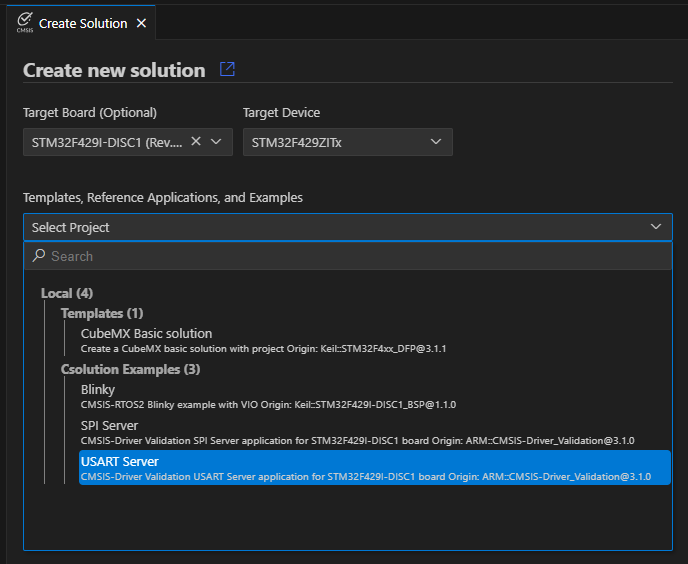 CMSIS
Create Solution
Create new solution
Target Board (Optional) Target Device
STM32F429I-DISC1 (Rev.... STM32F429ZITx
Templates, Reference Applications, and Examples
Select Project
Search
Local (4)
Templates (1)
CubeMX Basic solution
Create a CubeMX basic solution with project Origin: Keil::STM32F4xx_DFP@3.1.1
Csolution Examples (3)
Blinky
CMSIS-RTOS2 Blinky example with VIO Origin: Keil::STM32F429I-DISC1_BSP@1.1.0
SPI Server
CMSIS-Driver Validation SPI Server application for STM32F429I-DISC1 board Origin: ARM::CMSIS-Driver_Validation@3.1.0
USART Server
CMSIS-Driver Validation USART Server application for STM32F429I-DISC1 board Origin: ARM::CMSIS-Driver_Validation@3.1.0